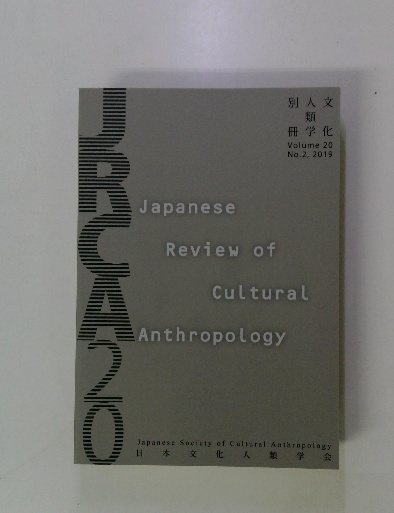 JRCA20
文化
人類学
別冊
Volume 20
No.2, 2019
Japanese
Review of
Cultural
Anthropology
Japanese Society of Cultural Anthropology
日本文化人類学会